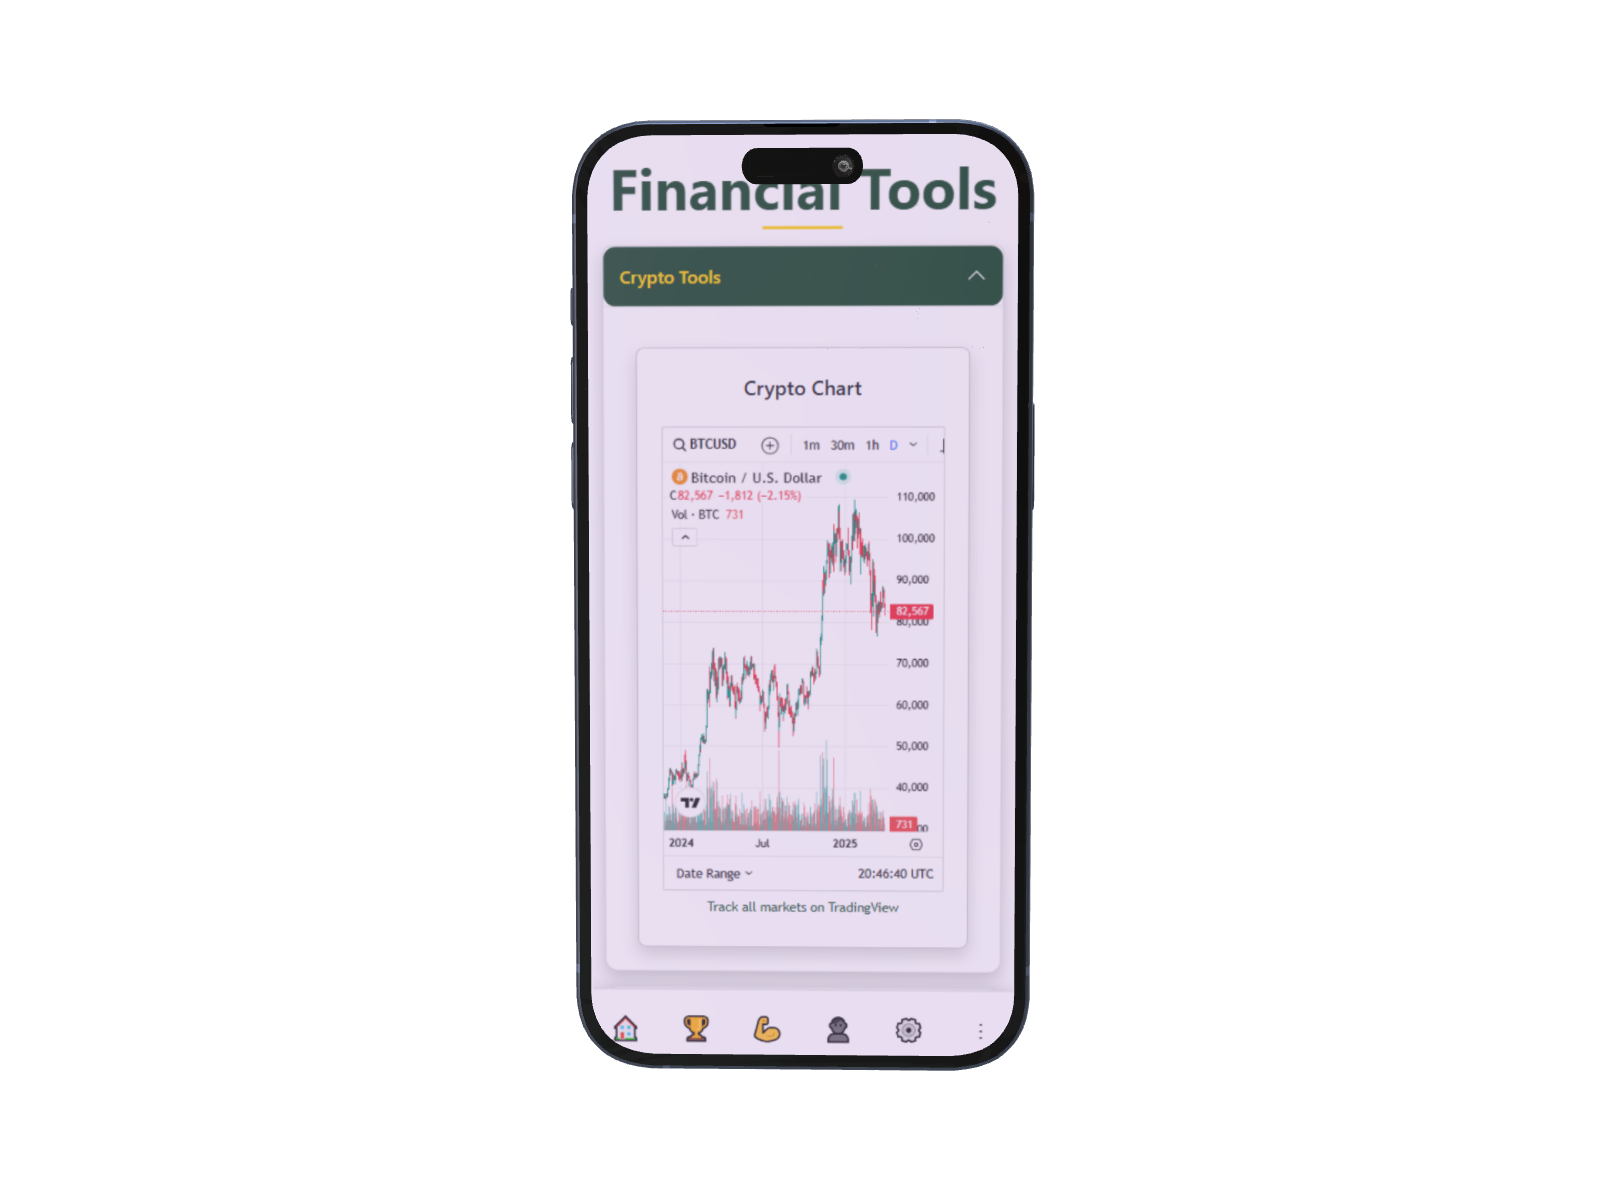 Financial Tools
Crypto Tools
Crypto Chart
BTCUSD 1m 30m 1h D
Bitcoin / U.S. Dollar
C82,567 −1,812 (−2.15%)
Vol · BTC 731
110,000
100,000
90,000
82,567
80,000
70,000
60,000
50,000
40,000
731
2024 Jul 2025
Date Range 20:46:40 UTC
Track all markets on TradingView